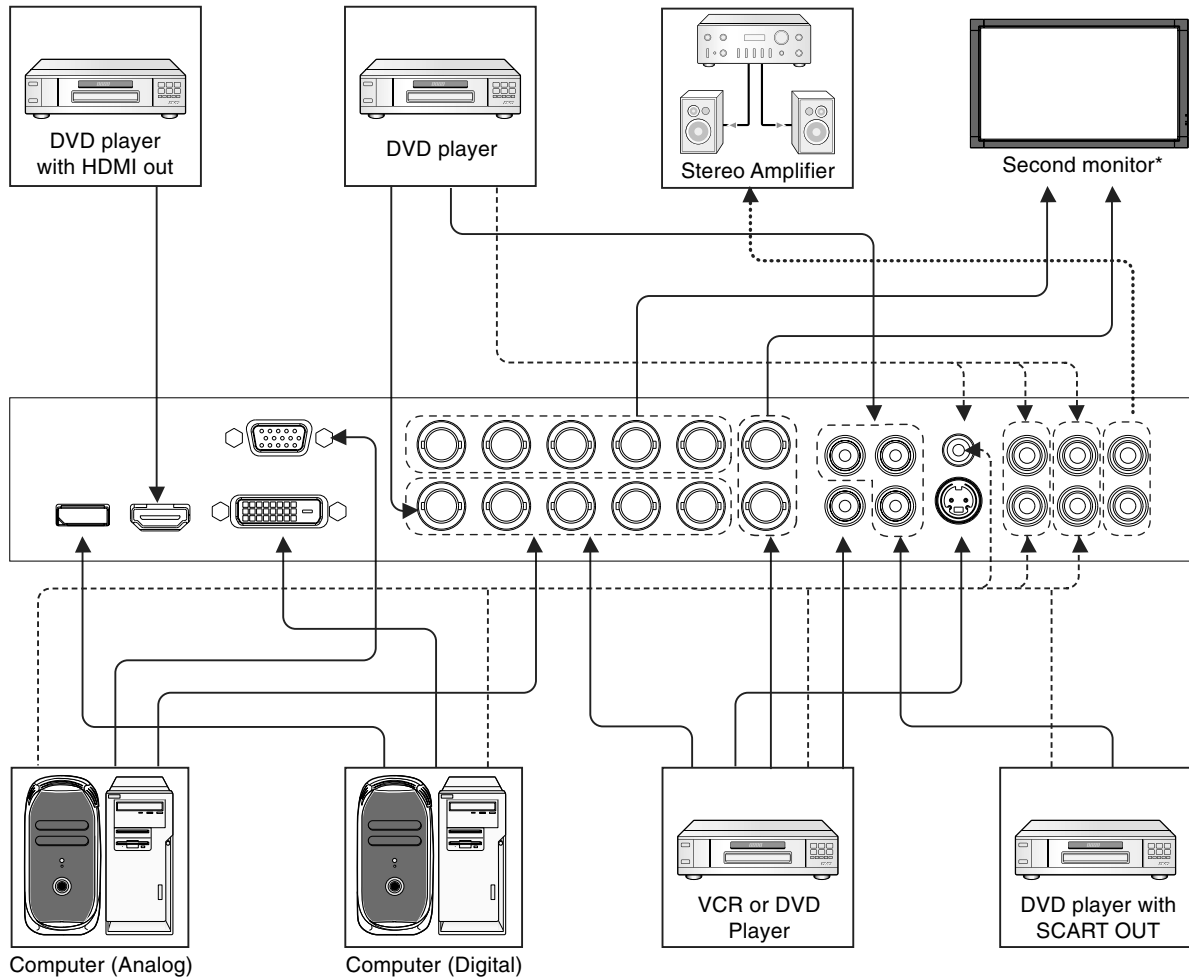 DVD player
with HDMI out
DVD player
Stereo Amplifier
Second monitor*
VCR or DVD
Player
DVD player with
SCART OUT
Computer (Analog)
Computer (Digital)